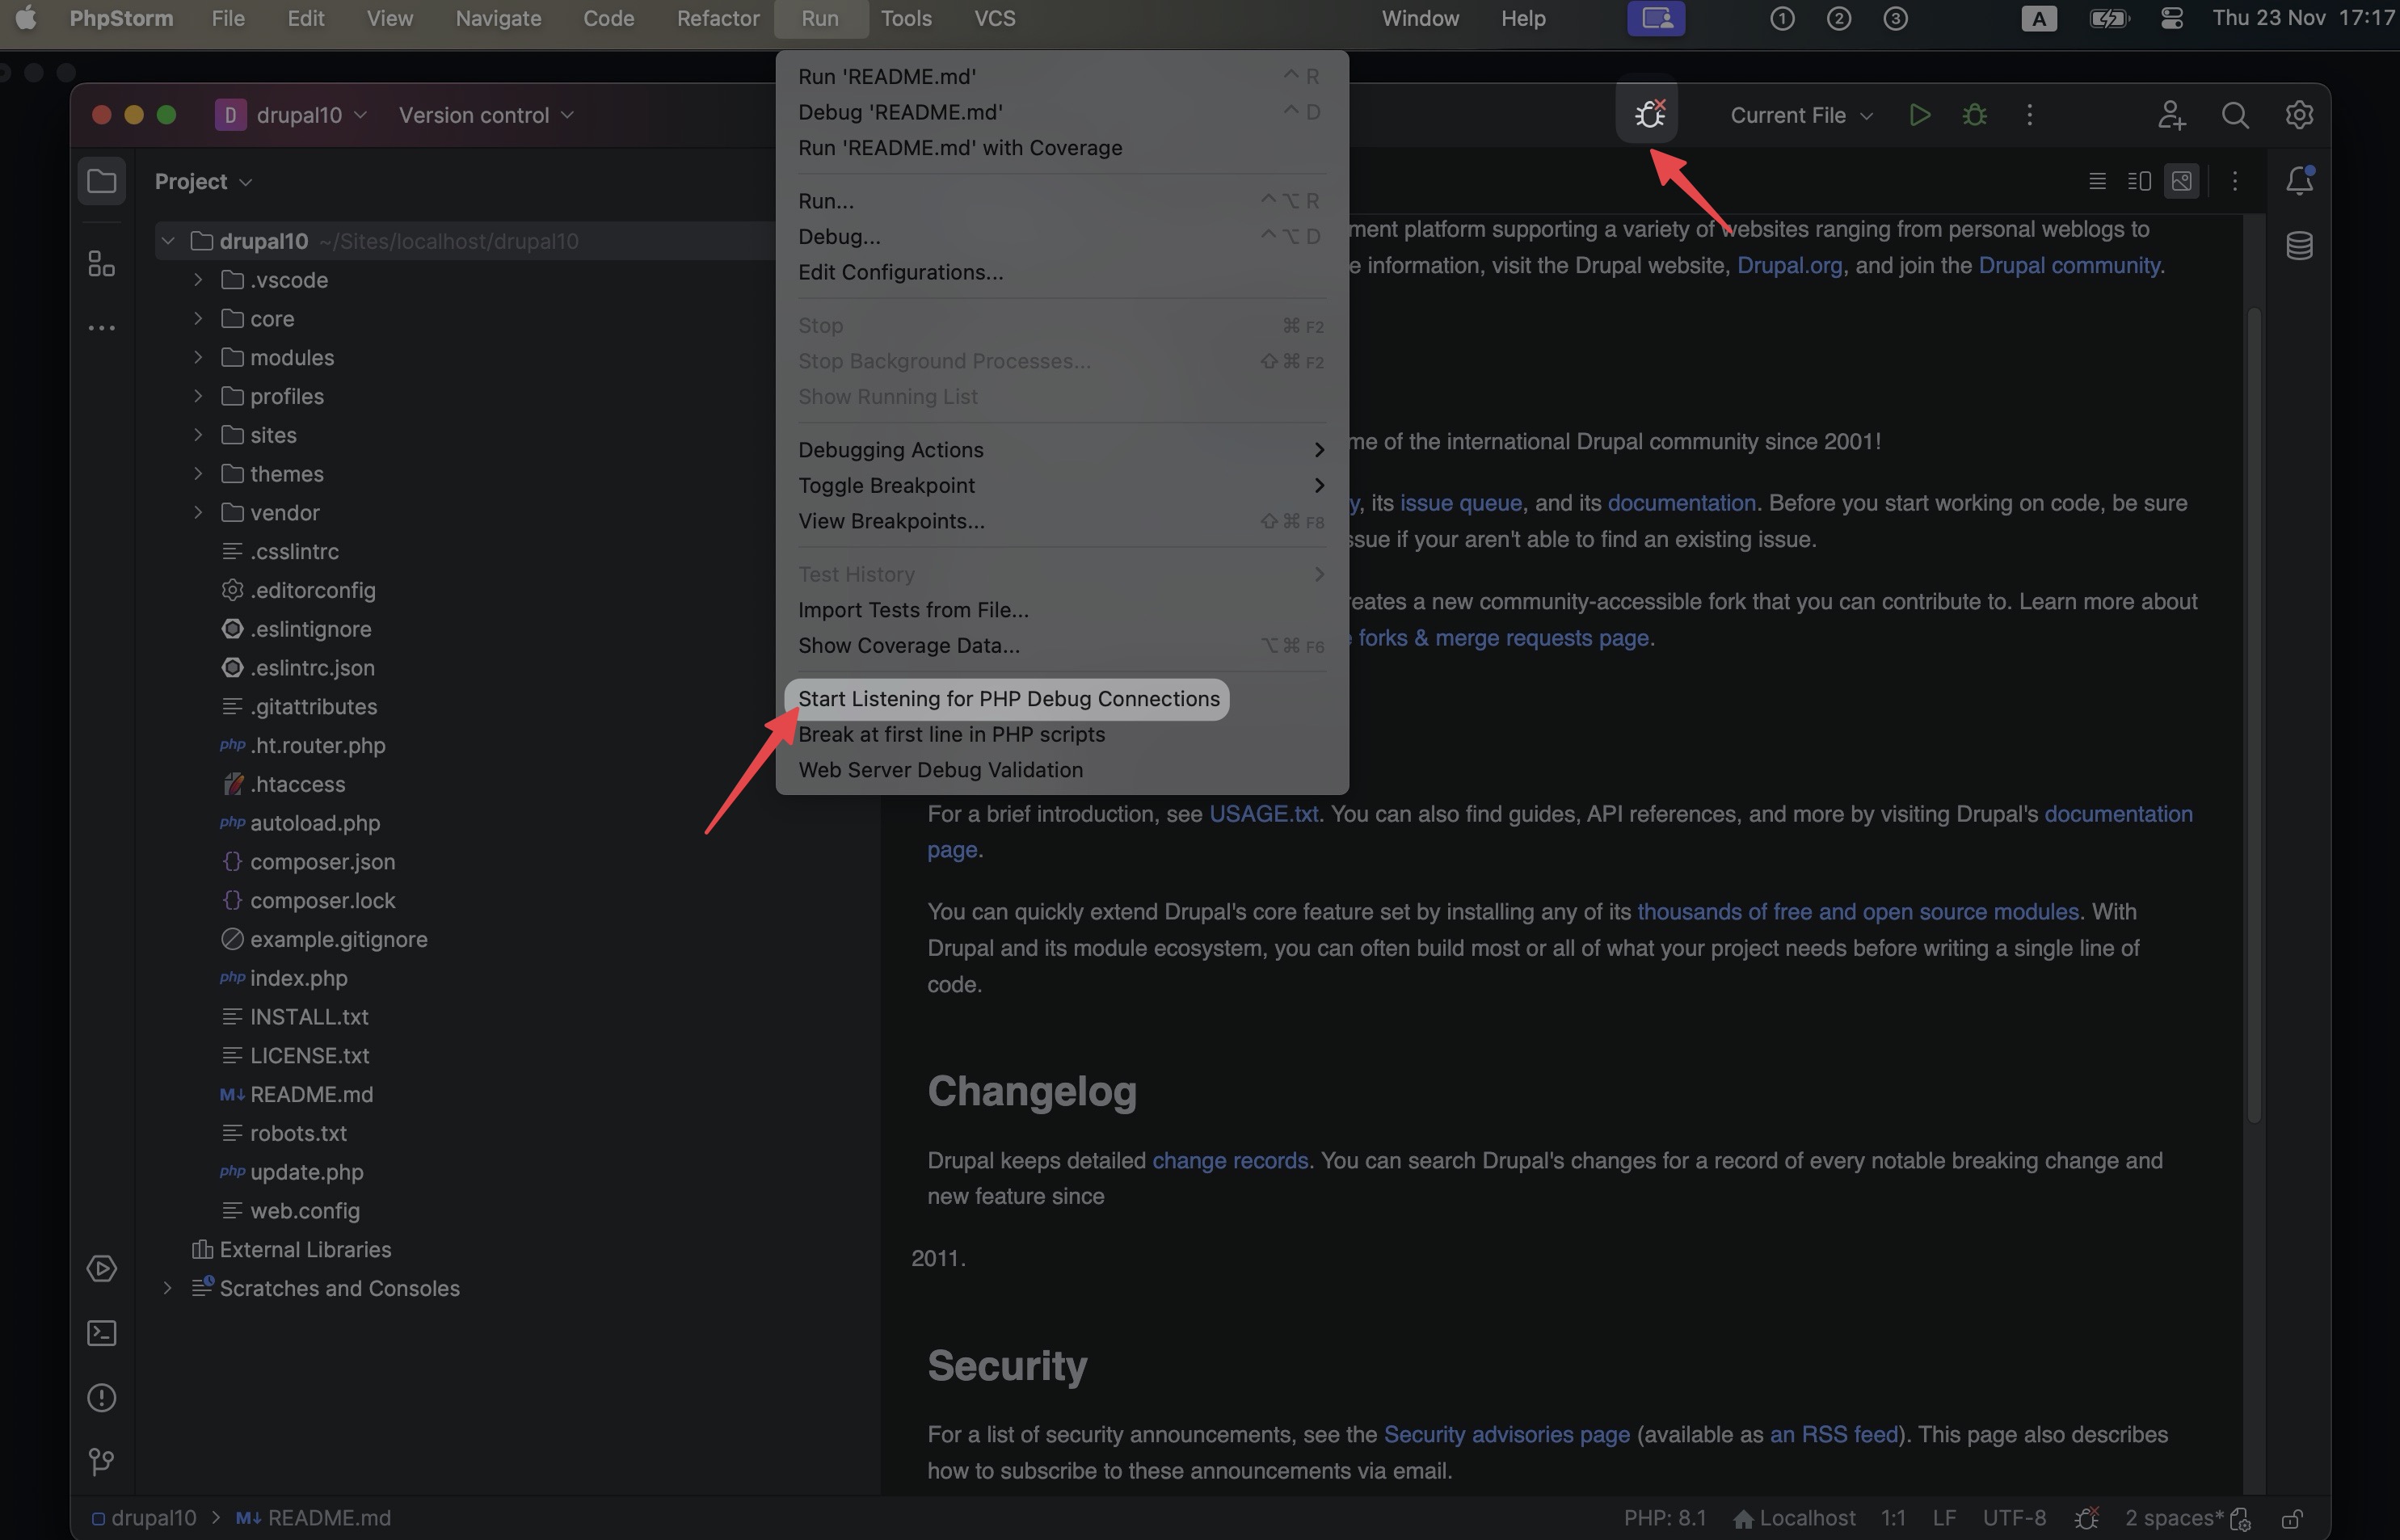 PhpStorm File Edit View Navigate Code Refactor Run Tools VCS Window Help 1 2 3 A Thu 23 Nov 17:17
D drupal10 Version control Current File
Project
drupal10 ~/Sites/localhost/drupal10
.vscode
core
modules
profiles
sites
themes
vendor
.csslintrc
.editorconfig
.eslintignore
.eslintrc.json
.gitattributes
php .ht.router.php
.htaccess
php autoload.php
{} composer.json
{} composer.lock
example.gitignore
php index.php
INSTALL.txt
LICENSE.txt
M↓ README.md
robots.txt
php update.php
web.config
External Libraries
Scratches and Consoles
Run 'README.md' ⌃ R
Debug 'README.md' ⌃ D
Run 'README.md' with Coverage
Run... ⌃⌥ R
Debug... ⌃⌥ D
Edit Configurations...
Stop ⌘ F2
Stop Background Processes... ⇧⌘ F2
Show Running List
Debugging Actions
Toggle Breakpoint
View Breakpoints... ⇧⌘ F8
Test History
Import Tests from File...
Show Coverage Data... ⌥⌘ F6
Start Listening for PHP Debug Connections
Break at first line in PHP scripts
Web Server Debug Validation
ment platform supporting a variety of websites ranging from personal weblogs to
e information, visit the Drupal website, Drupal.org, and join the Drupal community.
me of the international Drupal community since 2001!
y, its issue queue, and its documentation. Before you start working on code, be sure
ssue if your aren't able to find an existing issue.
reates a new community-accessible fork that you can contribute to. Learn more about
e forks & merge requests page.
For a brief introduction, see USAGE.txt. You can also find guides, API references, and more by visiting Drupal's documentation
page.
You can quickly extend Drupal's core feature set by installing any of its thousands of free and open source modules. With
Drupal and its module ecosystem, you can often build most or all of what your project needs before writing a single line of
code.
Changelog
Drupal keeps detailed change records. You can search Drupal's changes for a record of every notable breaking change and
new feature since
2011.
Security
For a list of security announcements, see the Security advisories page (available as an RSS feed). This page also describes
how to subscribe to these announcements via email.
drupal10 > M↓ README.md PHP: 8.1 Localhost 1:1 LF UTF-8 2 spaces*